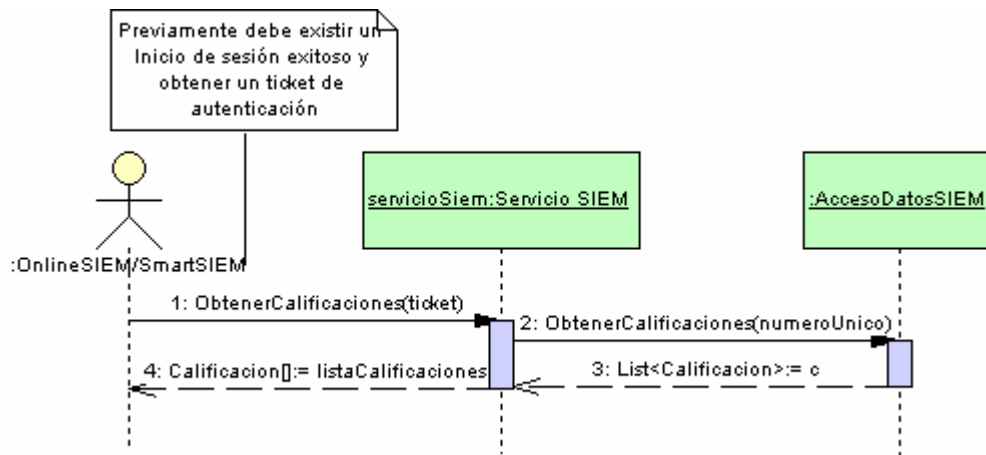 Previamente debe existir un
Inicio de sesión exitoso y
obtener un ticket de
autenticación
servicioSiem:Servicio SIEM
:AccesoDatosSIEM
:OnlineSIEM/SmartSIEM
1: ObtenerCalificaciones(ticket)
2: ObtenerCalificaciones(numeroUnico)
4: Calificacion[]:= listaCalificaciones
3: List<Calificacion>:= c